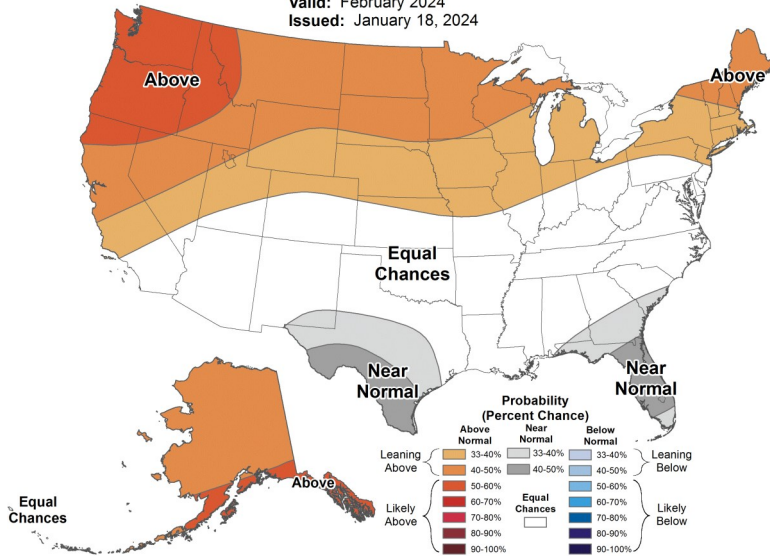 Valid: February 2024
Issued: January 18, 2024
Above
Above
Equal
Chances
Near
Normal
Near
Normal
Above
Equal
Chances
Probability
(Percent Chance)
Above
Normal
Near
Normal
Below
Normal
Leaning
Above
33-40%
33-40%
33-40%
Leaning
Below
40-50%
40-50%
40-50%
Likely
Above
50-60%
50-60%
Likely
Below
60-70%
60-70%
Equal
Chances
70-80%
70-80%
80-90%
80-90%
90-100%
90-100%